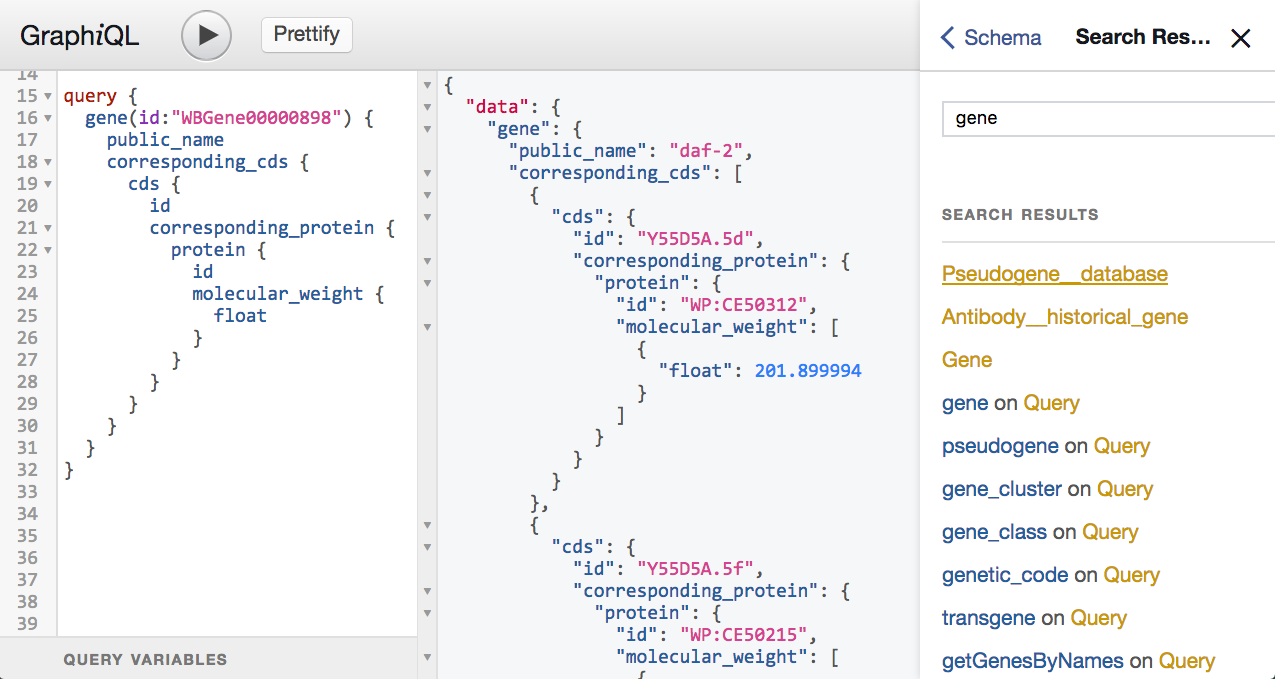 GraphiQL
Prettify
14
15 query {
16 gene(id:"WBGene00000898") {
17 public_name
18 corresponding_cds {
19 cds {
20 id
21 corresponding_protein {
22 protein {
23 id
24 molecular_weight {
25 float
26 }
27 }
28 }
29 }
30 }
31 }
32 }
33
34
35
36
37
38
39
QUERY VARIABLES
{
"data": {
"gene": {
"public_name": "daf-2",
"corresponding_cds": [
{
"cds": {
"id": "Y55D5A.5d",
"corresponding_protein": {
"protein": {
"id": "WP:CE50312",
"molecular_weight": [
{
"float": 201.899994
}
]
}
}
}
},
{
"cds": {
"id": "Y55D5A.5f",
"corresponding_protein": {
"protein": {
"id": "WP:CE50215",
"molecular_weight": [
{
Schema
Search Res...
gene
SEARCH RESULTS
Pseudogene__database
Antibody__historical_gene
Gene
gene on Query
pseudogene on Query
gene_cluster on Query
gene_class on Query
genetic_code on Query
transgene on Query
getGenesByNames on Query